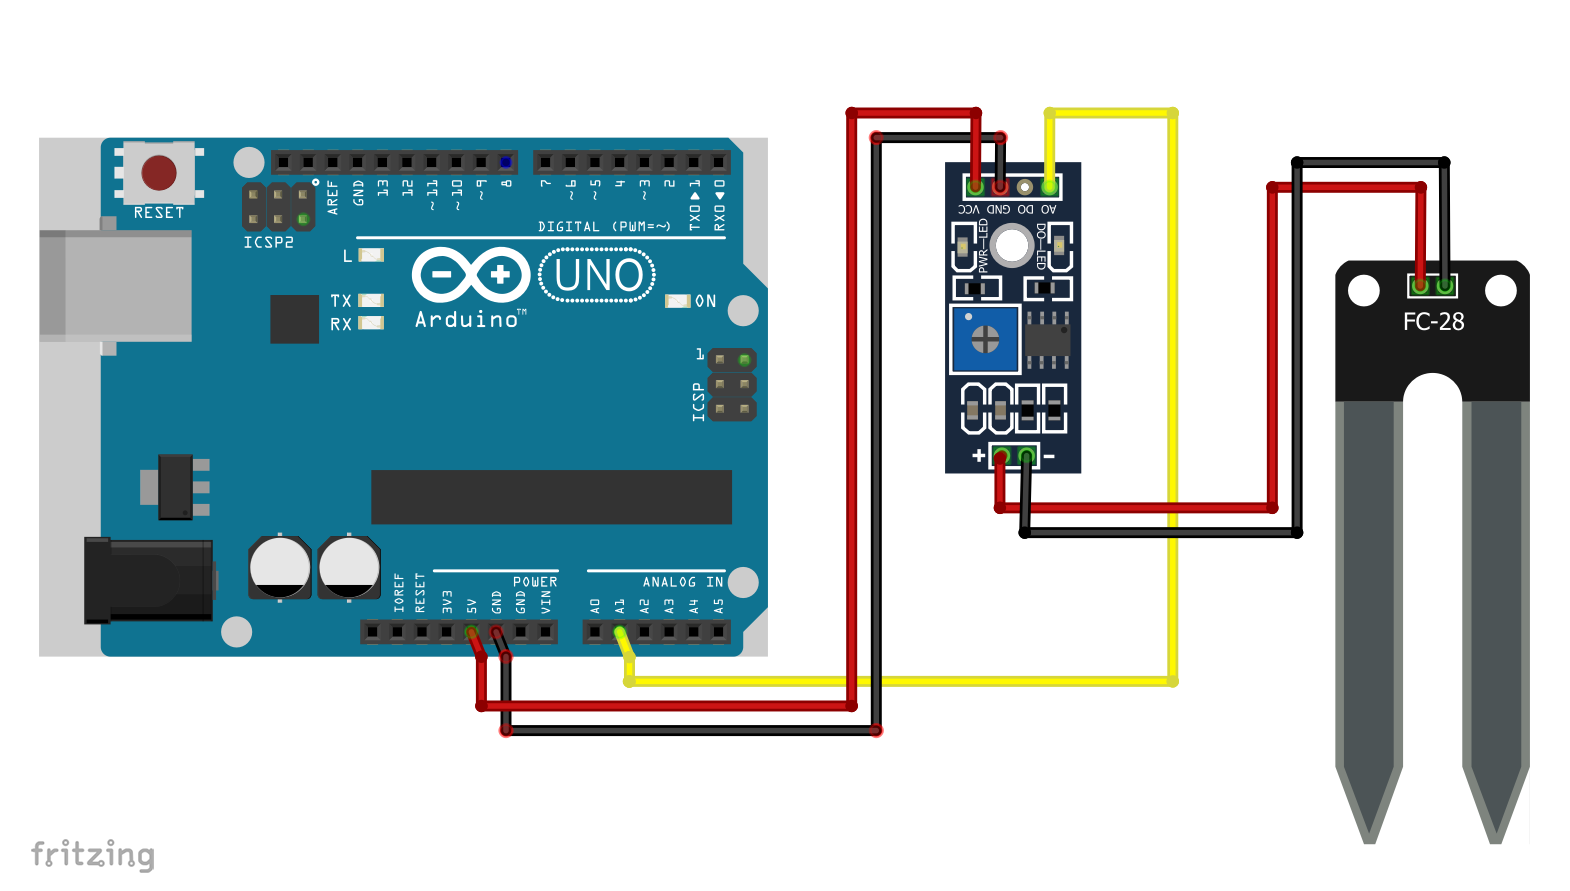 RESET
ICSP2
AREF
GND
13
12
~11
~10
~9
8
7
~6
~5
4
~3
2
TX0▶1
RX0◀0
DIGITAL (PWM=~)
L
TX
RX
UNO
Arduino™
ON
1
ICSP
IOREF
RESET
3V3
5V
GND
GND
VIN
POWER
A0
A1
A2
A3
A4
A5
ANALOG IN
VCC
GND
DO
AO
PWR-LED
DO-LED
+
-
FC-28
fritzing